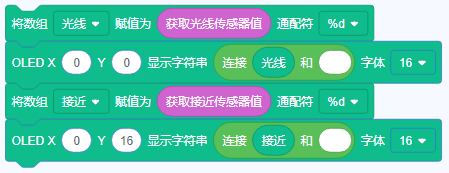 将数组 光线 赋值为 获取光线传感器值 通配符 %d
OLED X 0 Y 0 显示字符串 连接 光线 和 字体 16
将数组 接近 赋值为 获取接近传感器值 通配符 %d
OLED X 0 Y 16 显示字符串 连接 接近 和 字体 16